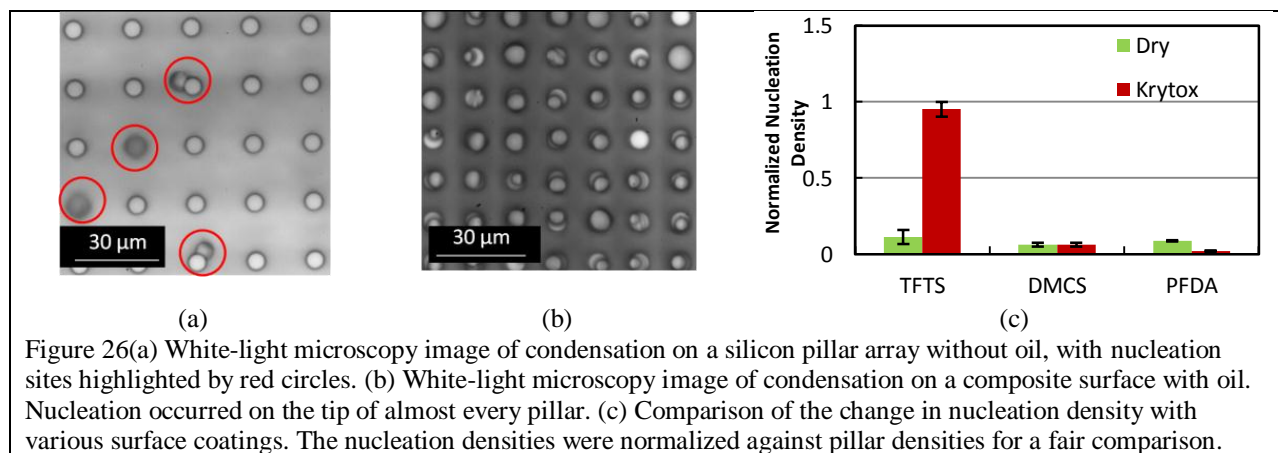 30 µm
(a)
30 µm
(b)
1.5
1
0.5
0
Normalized Nucleation
Density
Dry
Krytox
TFTS
DMCS
PFDA
(c)
Figure 26(a) White-light microscopy image of condensation on a silicon pillar array without oil, with nucleation
sites highlighted by red circles. (b) White-light microscopy image of condensation on a composite surface with oil.
Nucleation occurred on the tip of almost every pillar. (c) Comparison of the change in nucleation density with
various surface coatings. The nucleation densities were normalized against pillar densities for a fair comparison.